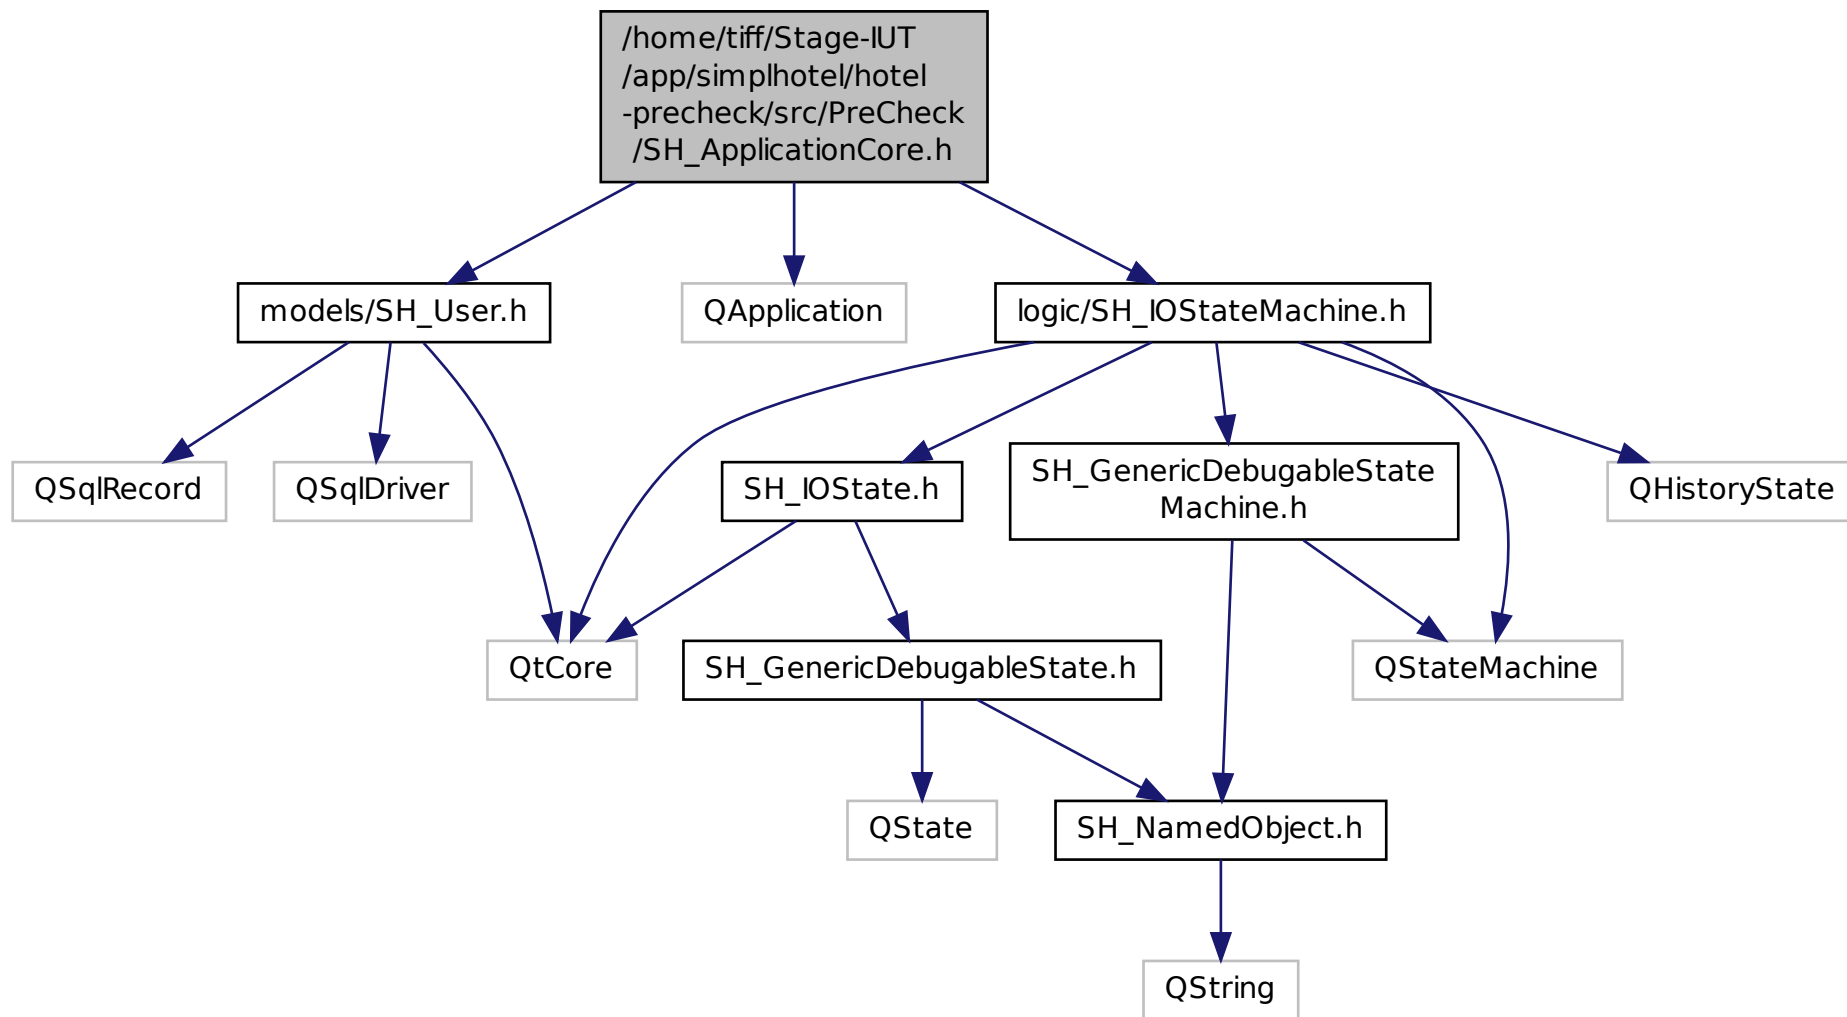 /home/tiff/Stage-IUT
/app/simplhotel/hotel
-precheck/src/PreCheck
/SH_ApplicationCore.h
models/SH_User.h
QApplication
logic/SH_IOStateMachine.h
QSqlRecord
QSqlDriver
SH_IOState.h
SH_GenericDebugableState
Machine.h
QHistoryState
QtCore
SH_GenericDebugableState.h
QStateMachine
QState
SH_NamedObject.h
QString